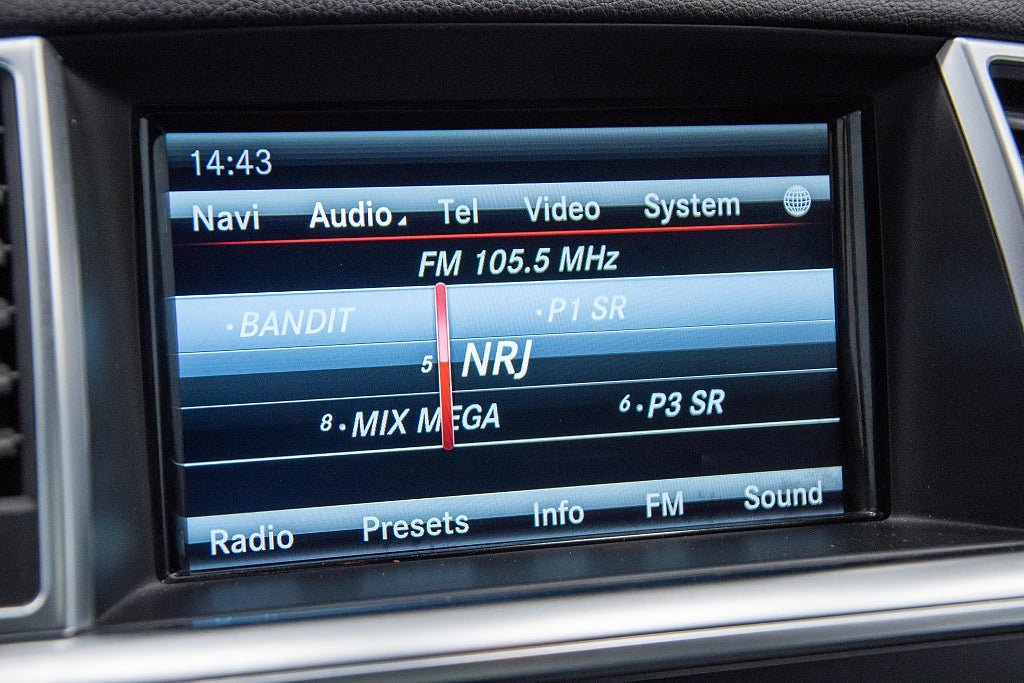 14:43
Navi Audio Tel Video System
FM 105.5 MHz
·BANDIT ·P1 SR
5 NRJ
8·MIX MEGA 6·P3 SR
Radio Presets Info FM Sound